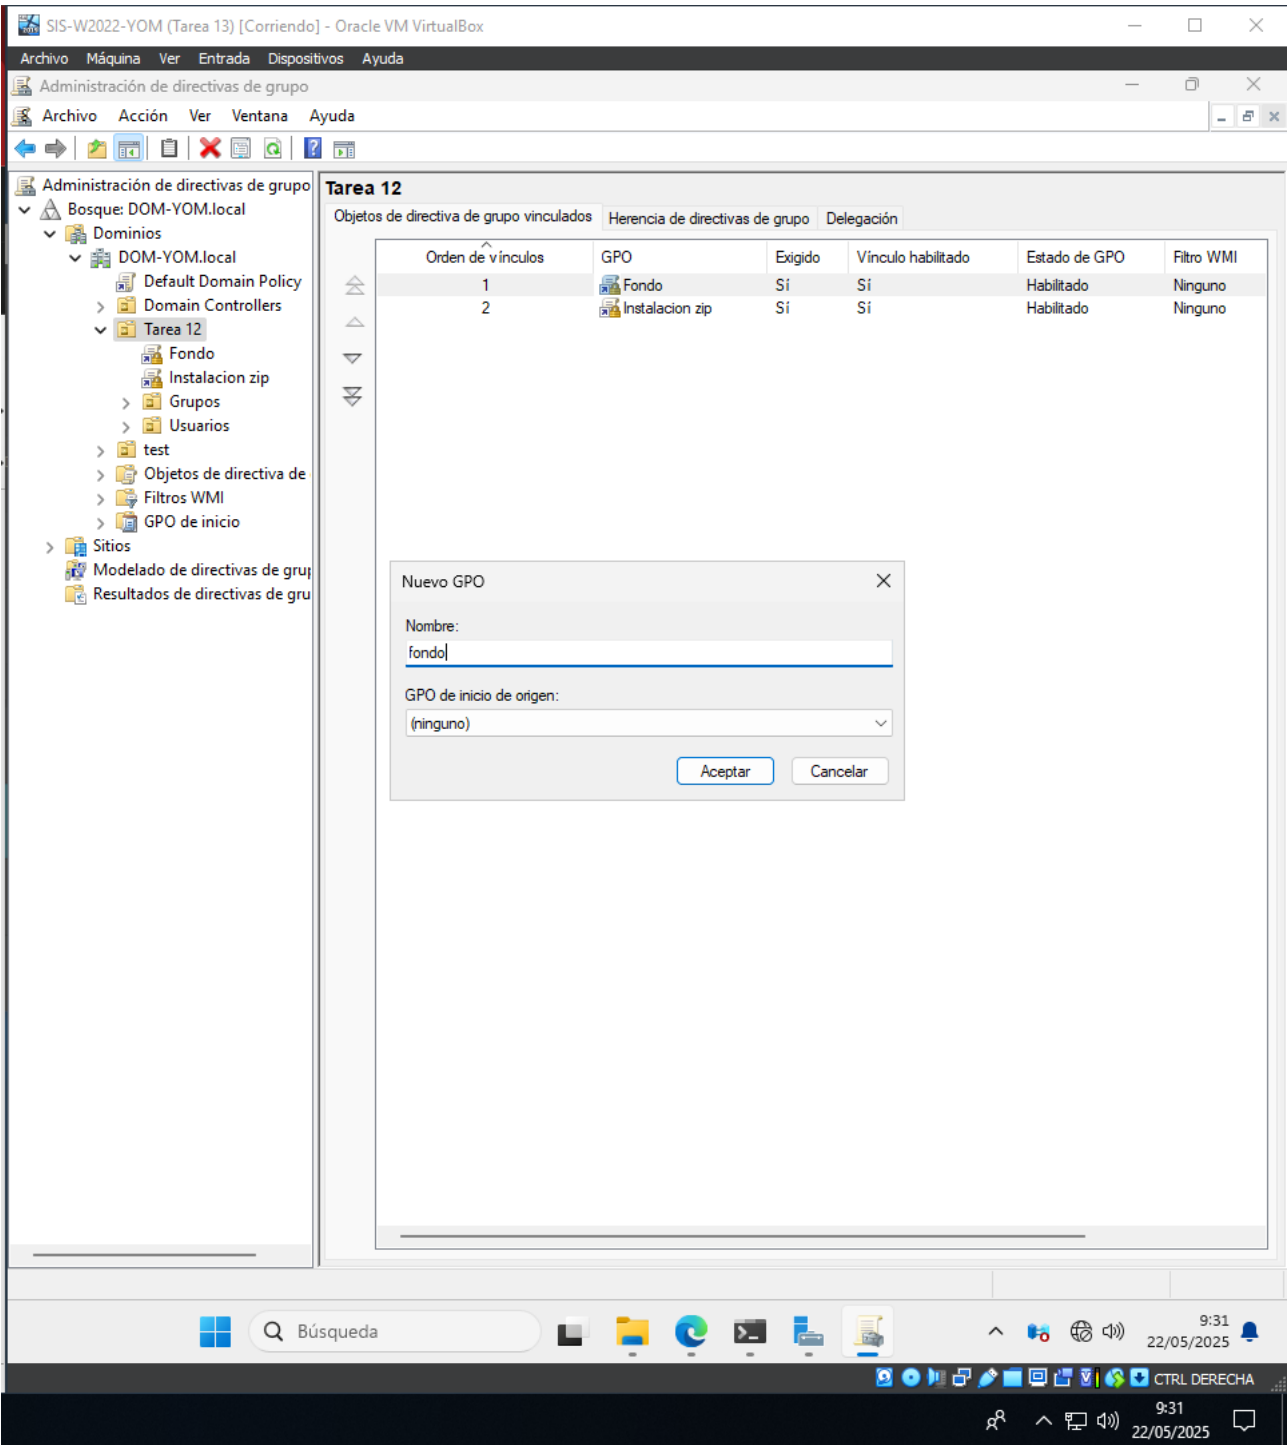 SIS-W2022-YOM (Tarea 13) [Corriendo] - Oracle VM VirtualBox
Archivo Máquina Ver Entrada Dispositivos Ayuda
Administración de directivas de grupo
Archivo Acción Ver Ventana Ayuda
Administración de directivas de grupo
Bosque: DOM-YOM.local
Dominios
DOM-YOM.local
Default Domain Policy
Domain Controllers
Tarea 12
Fondo
Instalacion zip
Grupos
Usuarios
test
Objetos de directiva de
Filtros WMI
GPO de inicio
Sitios
Modelado de directivas de gru
Resultados de directivas de gru
Tarea 12
Objetos de directiva de grupo vinculados Herencia de directivas de grupo Delegación
Orden de vínculos GPO Exigido Vínculo habilitado Estado de GPO Filtro WMI
1 Fondo Sí Sí Habilitado Ninguno
2 Instalacion zip Sí Sí Habilitado Ninguno
Nuevo GPO
Nombre:
fondo
GPO de inicio de origen:
(ninguno)
Aceptar Cancelar
Búsqueda
9:31
22/05/2025
CTRL DERECHA
9:31
22/05/2025